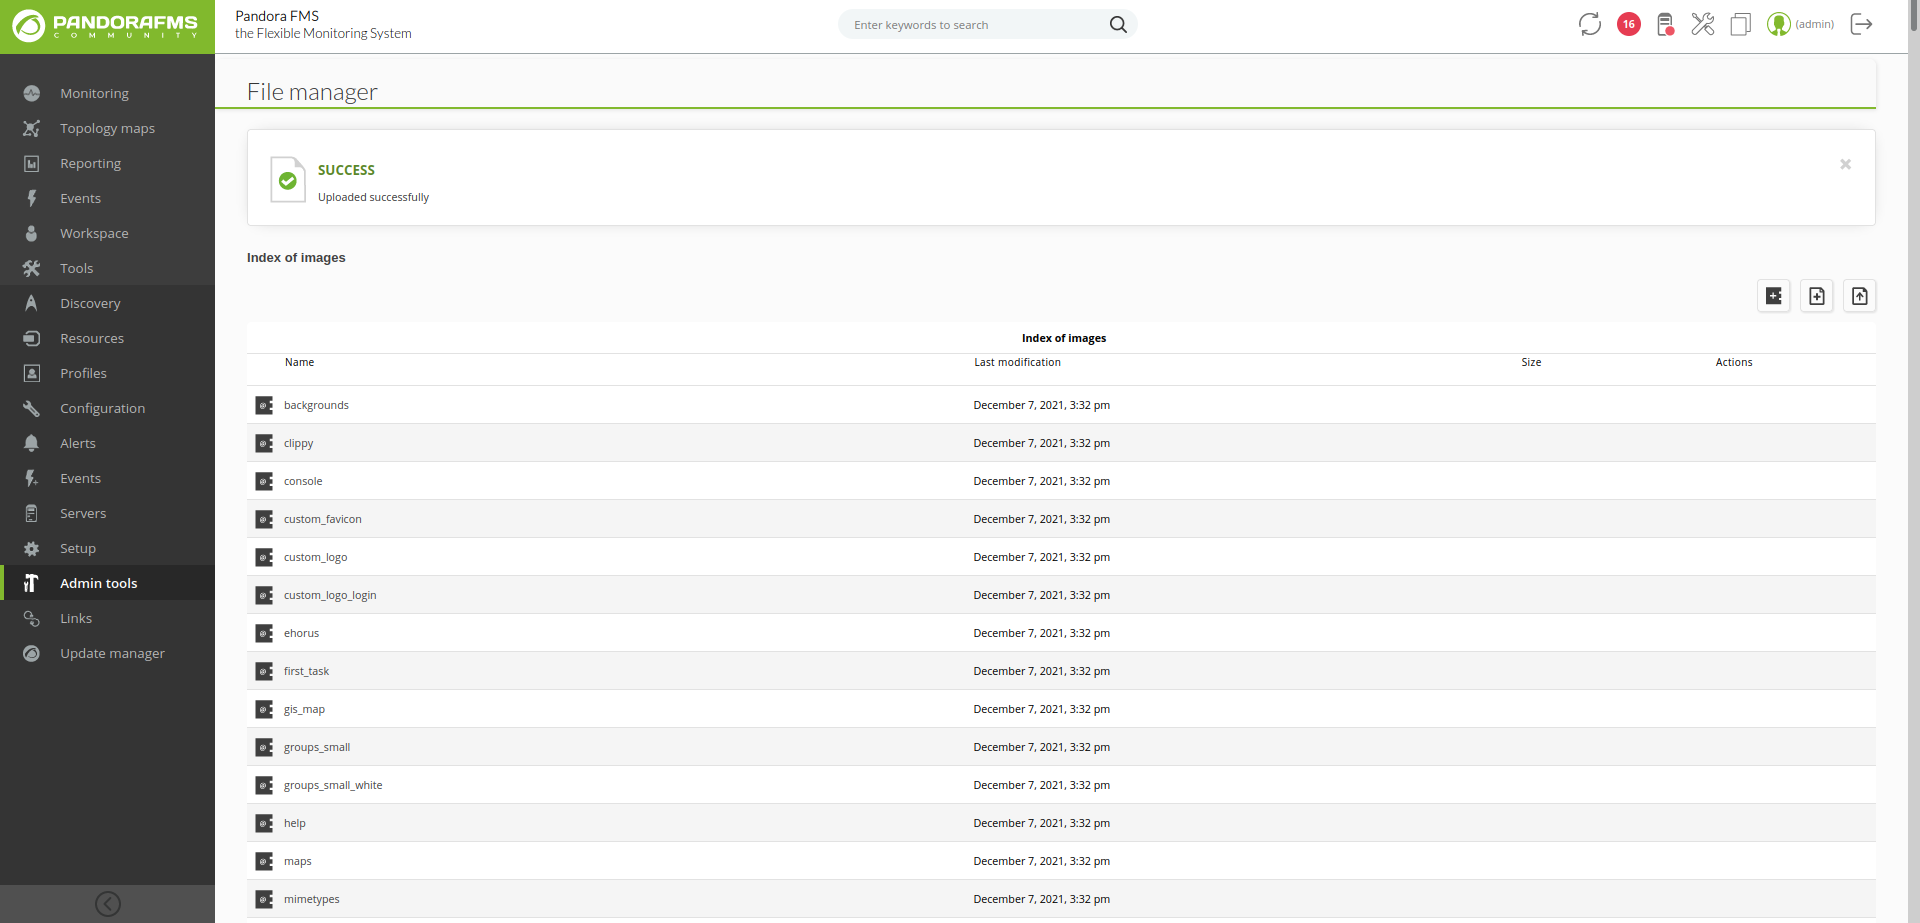 PANDORAFMS
COMMUNITY
Pandora FMS
the Flexible Monitoring System
Enter keywords to search
16
(admin)
Monitoring
Topology maps
Reporting
Events
Workspace
Tools
Discovery
Resources
Profiles
Configuration
Alerts
Events
Servers
Setup
Admin tools
Links
Update manager
File manager
SUCCESS
Uploaded successfully
Index of images
Index of images
Name Last modification Size Actions
backgrounds December 7, 2021, 3:32 pm
clippy December 7, 2021, 3:32 pm
console December 7, 2021, 3:32 pm
custom_favicon December 7, 2021, 3:32 pm
custom_logo December 7, 2021, 3:32 pm
custom_logo_login December 7, 2021, 3:32 pm
ehorus December 7, 2021, 3:32 pm
first_task December 7, 2021, 3:32 pm
gis_map December 7, 2021, 3:32 pm
groups_small December 7, 2021, 3:32 pm
groups_small_white December 7, 2021, 3:32 pm
help December 7, 2021, 3:32 pm
maps December 7, 2021, 3:32 pm
mimetypes December 7, 2021, 3:32 pm